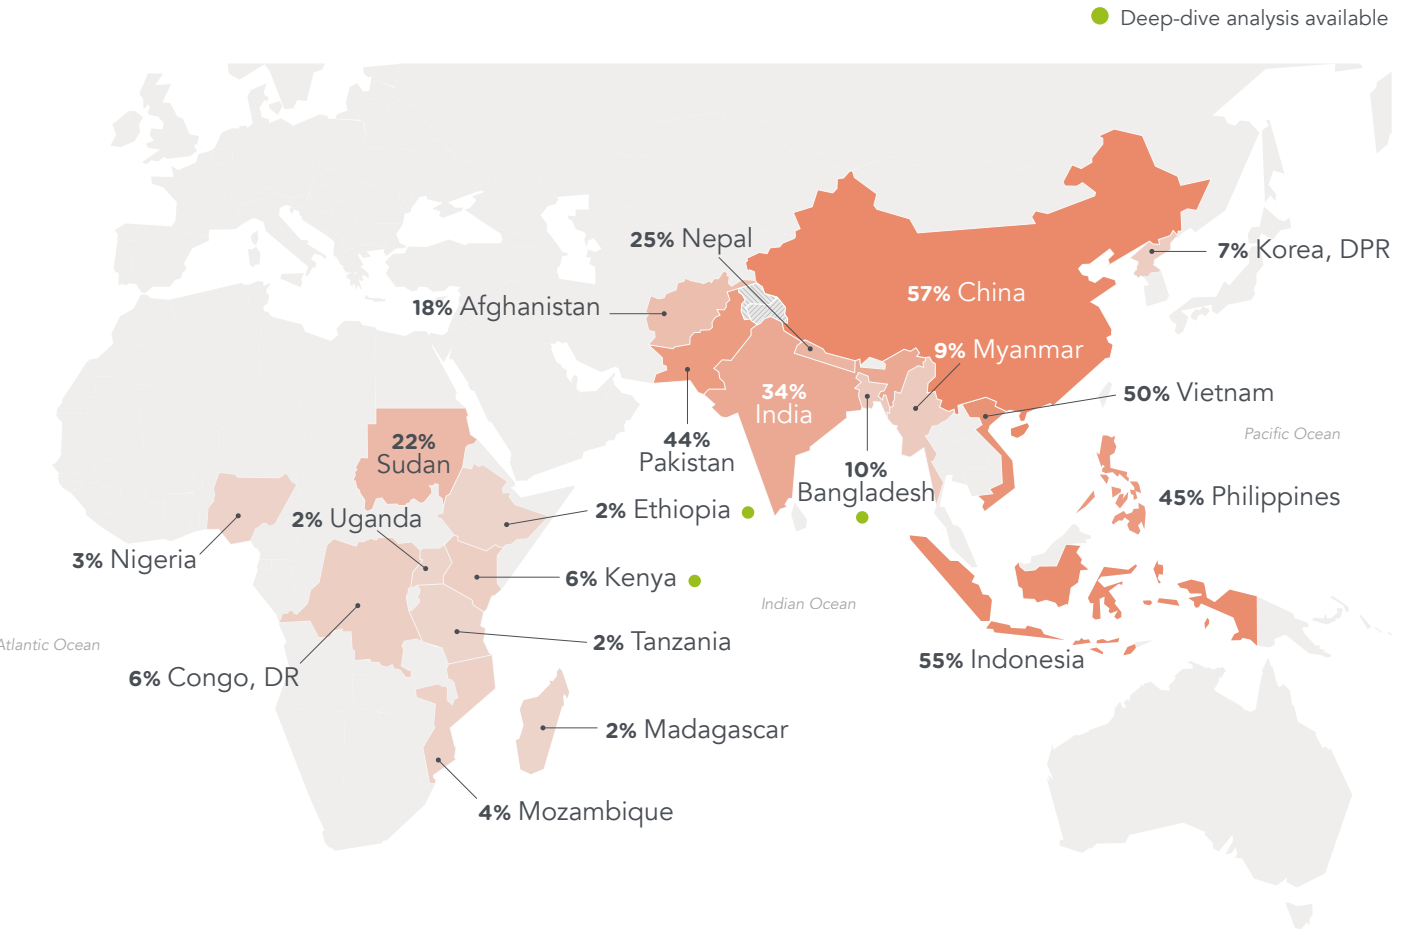 Deep-dive analysis available
25% Nepal
7% Korea, DPR
57% China
18% Afghanistan
9% Myanmar
34%
India
50% Vietnam
Pacific Ocean
22%
Sudan
44%
Pakistan
10%
Bangladesh
45% Philippines
2% Ethiopia
2% Uganda
3% Nigeria
6% Kenya
Indian Ocean
2% Tanzania
Atlantic Ocean
55% Indonesia
6% Congo, DR
2% Madagascar
4% Mozambique